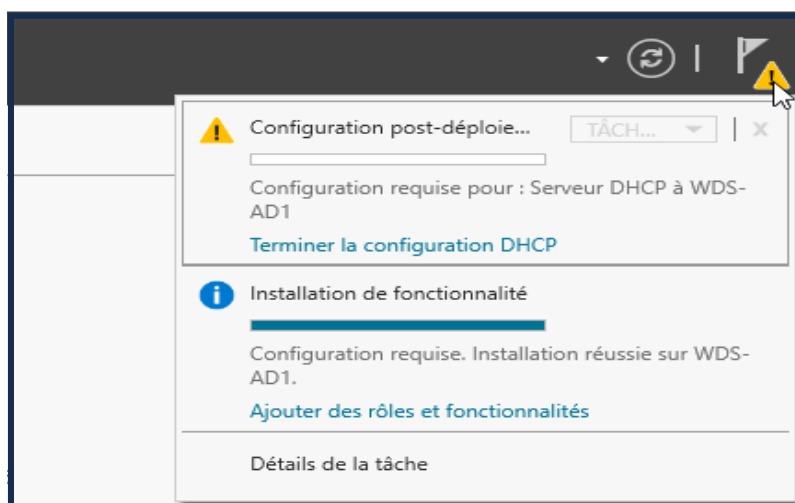 Configuration post-déploie...
TÂCH...
Configuration requise pour : Serveur DHCP à WDS-
AD1
Terminer la configuration DHCP
Installation de fonctionnalité
Configuration requise. Installation réussie sur WDS-
AD1.
Ajouter des rôles et fonctionnalités
Détails de la tâche